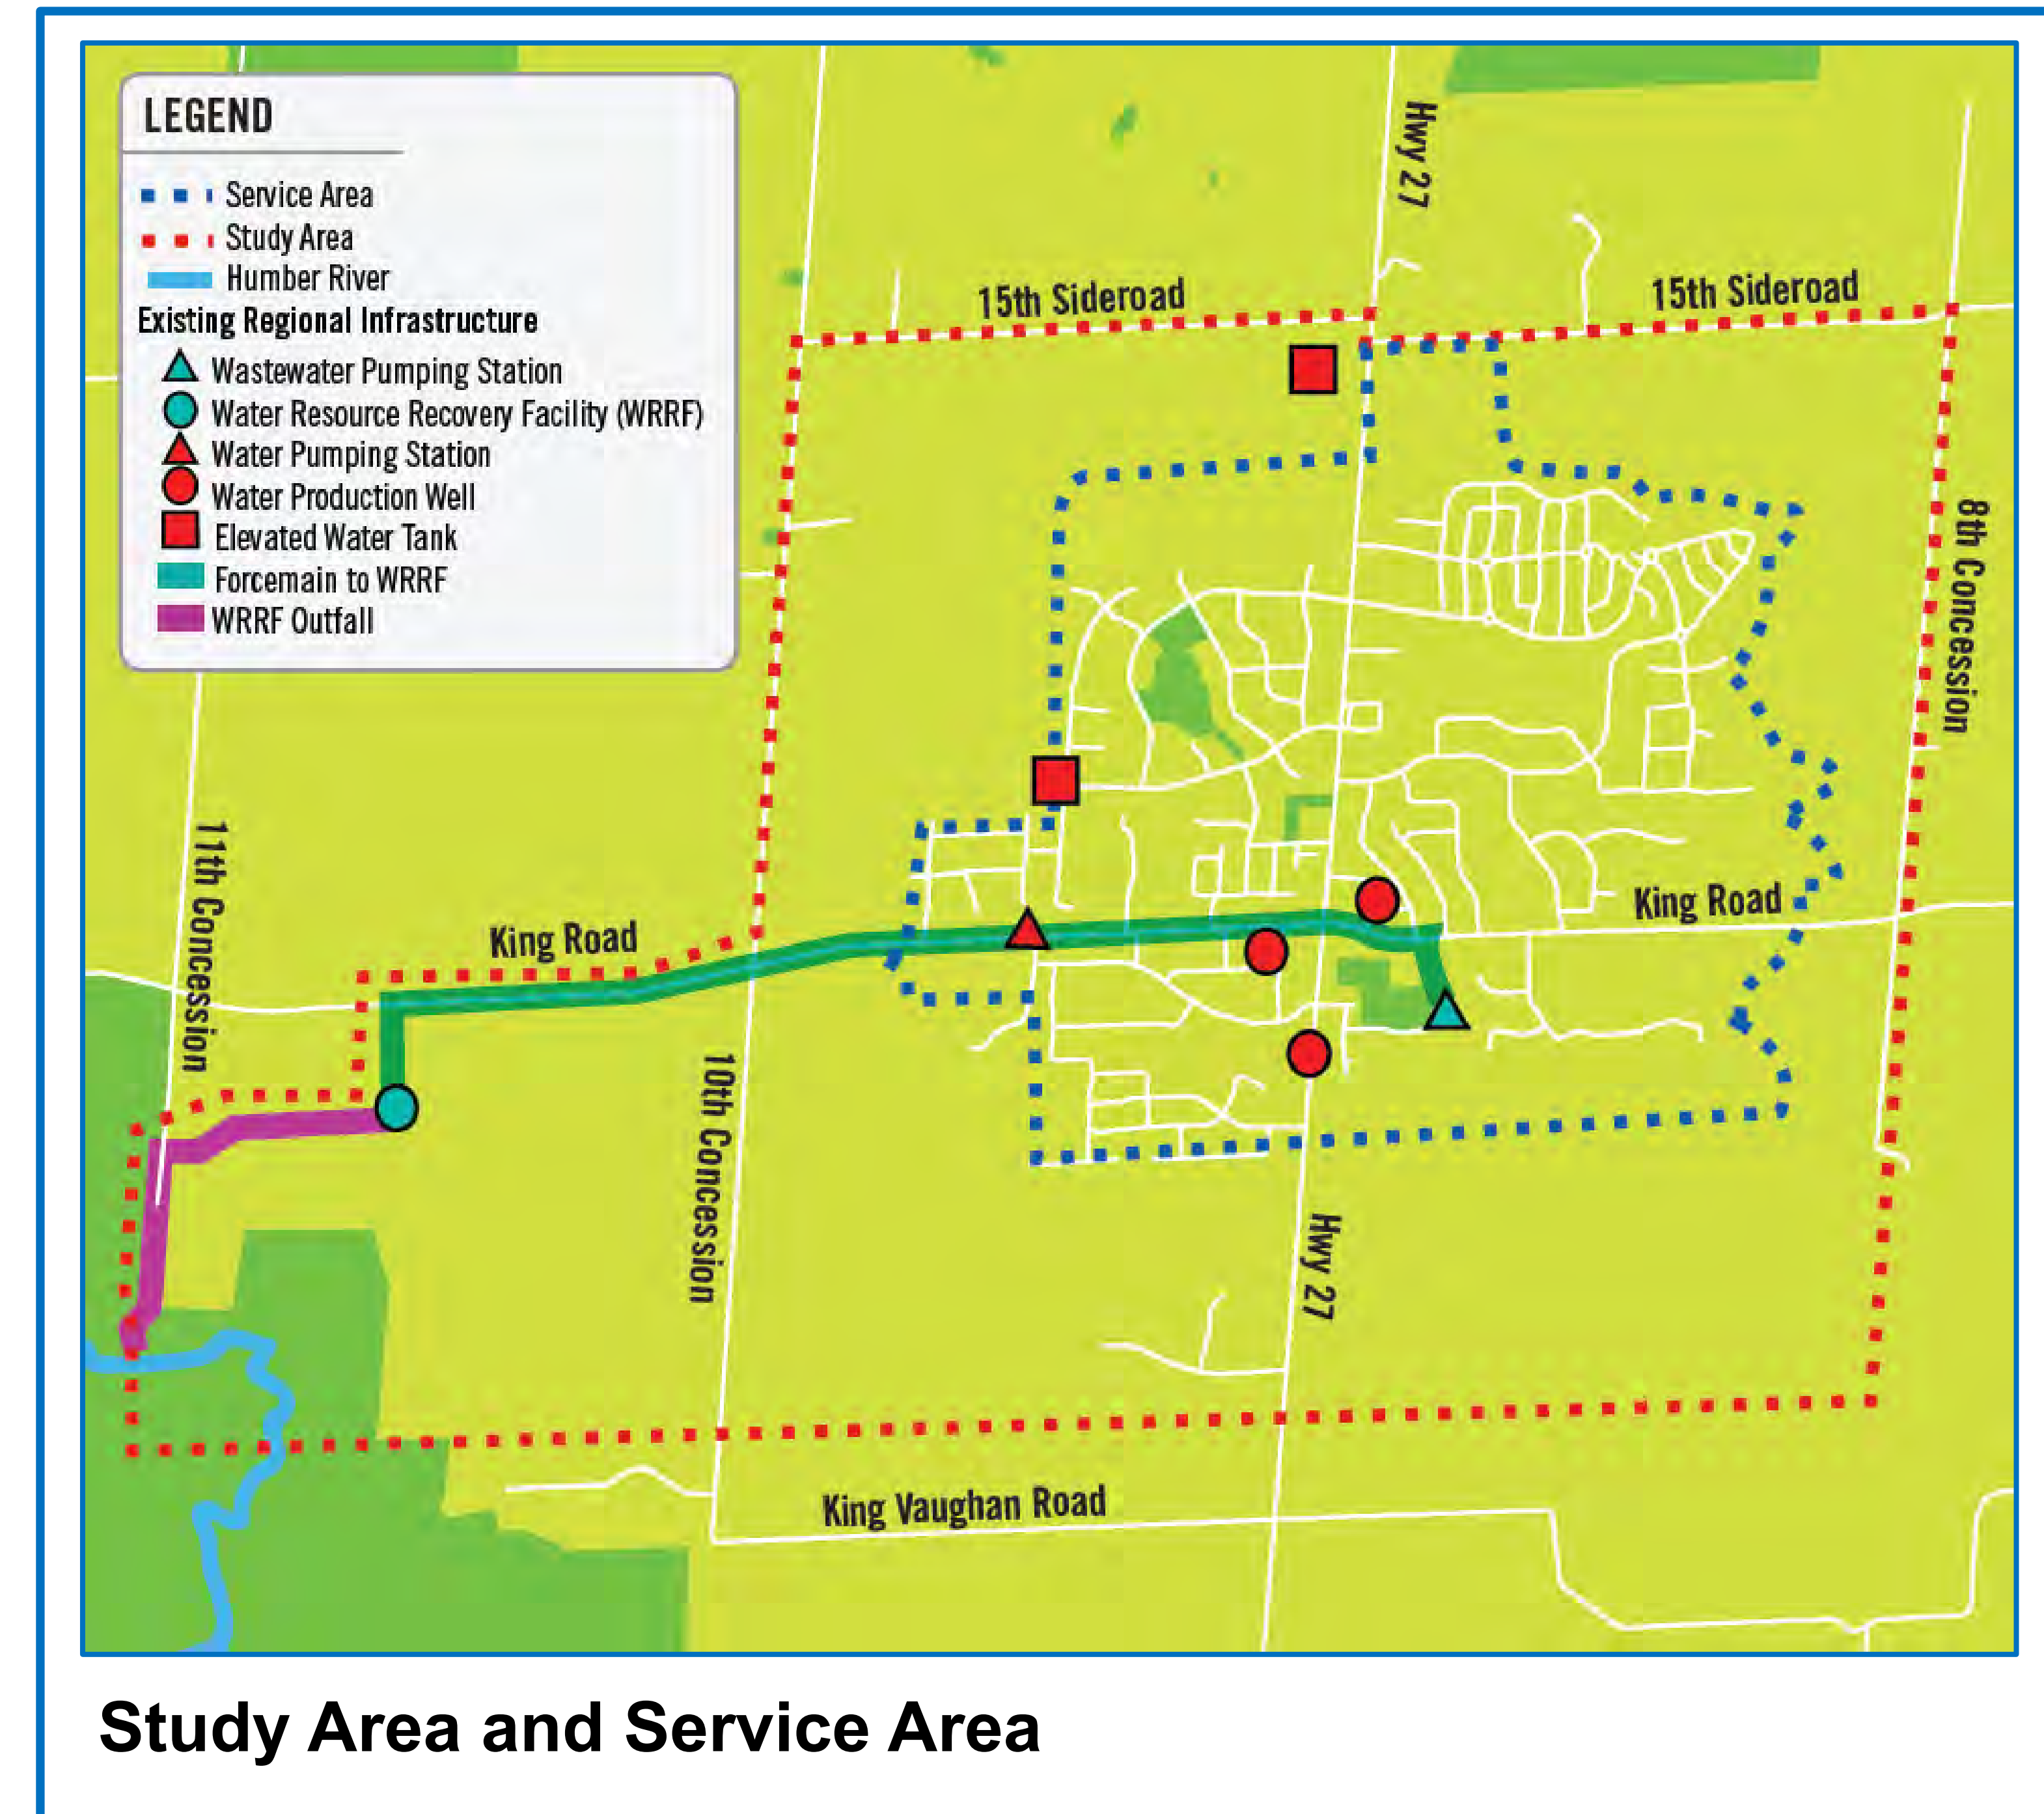 LEGEND
Service Area
Study Area
Humber River
Existing Regional Infrastructure
Wastewater Pumping Station
Water Resource Recovery Facility (WRRF)
Water Pumping Station
Water Production Well
Elevated Water Tank
Forcemain to WRRF
WRRF Outfall
Hwy 27
15th Sideroad
15th Sideroad
8th Concession
11th Concession
King Road
King Road
10th Concession
Hwy 27
King Vaughan Road
Study Area and Service Area